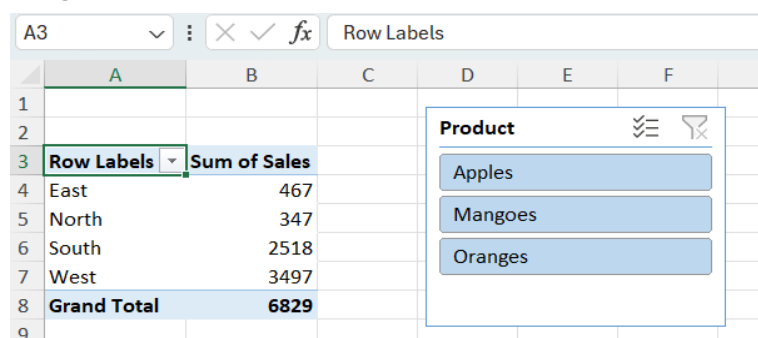 A3 fx Row Labels
A B C D E F
1
2 Product
3 Row Labels Sum of Sales
Apples
4 East 467
5 North 347 Mangoes
6 South 2518 Oranges
7 West 3497
8 Grand Total 6829
9